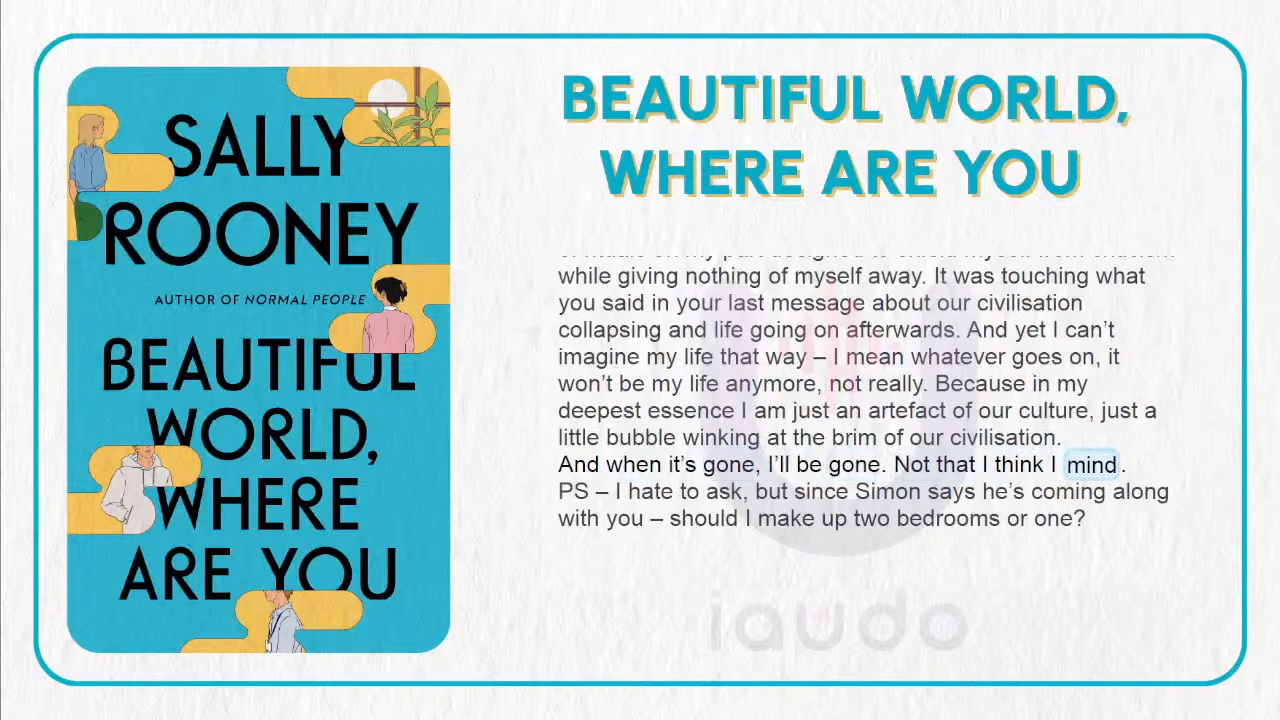 SALLY
ROONEY
AUTHOR OF NORMAL PEOPLE
BEAUTIFUL
WORLD,
WHERE
ARE YOU
BEAUTIFUL WORLD,
WHERE ARE YOU
while giving nothing of myself away. It was touching what
you said in your last message about our civilisation
collapsing and life going on afterwards. And yet I can’t
imagine my life that way – I mean whatever goes on, it
won’t be my life anymore, not really. Because in my
deepest essence I am just an artefact of our culture, just a
little bubble winking at the brim of our civilisation.
And when it’s gone, I’ll be gone. Not that I think I mind.
PS – I hate to ask, but since Simon says he’s coming along
with you – should I make up two bedrooms or one?
iaudo